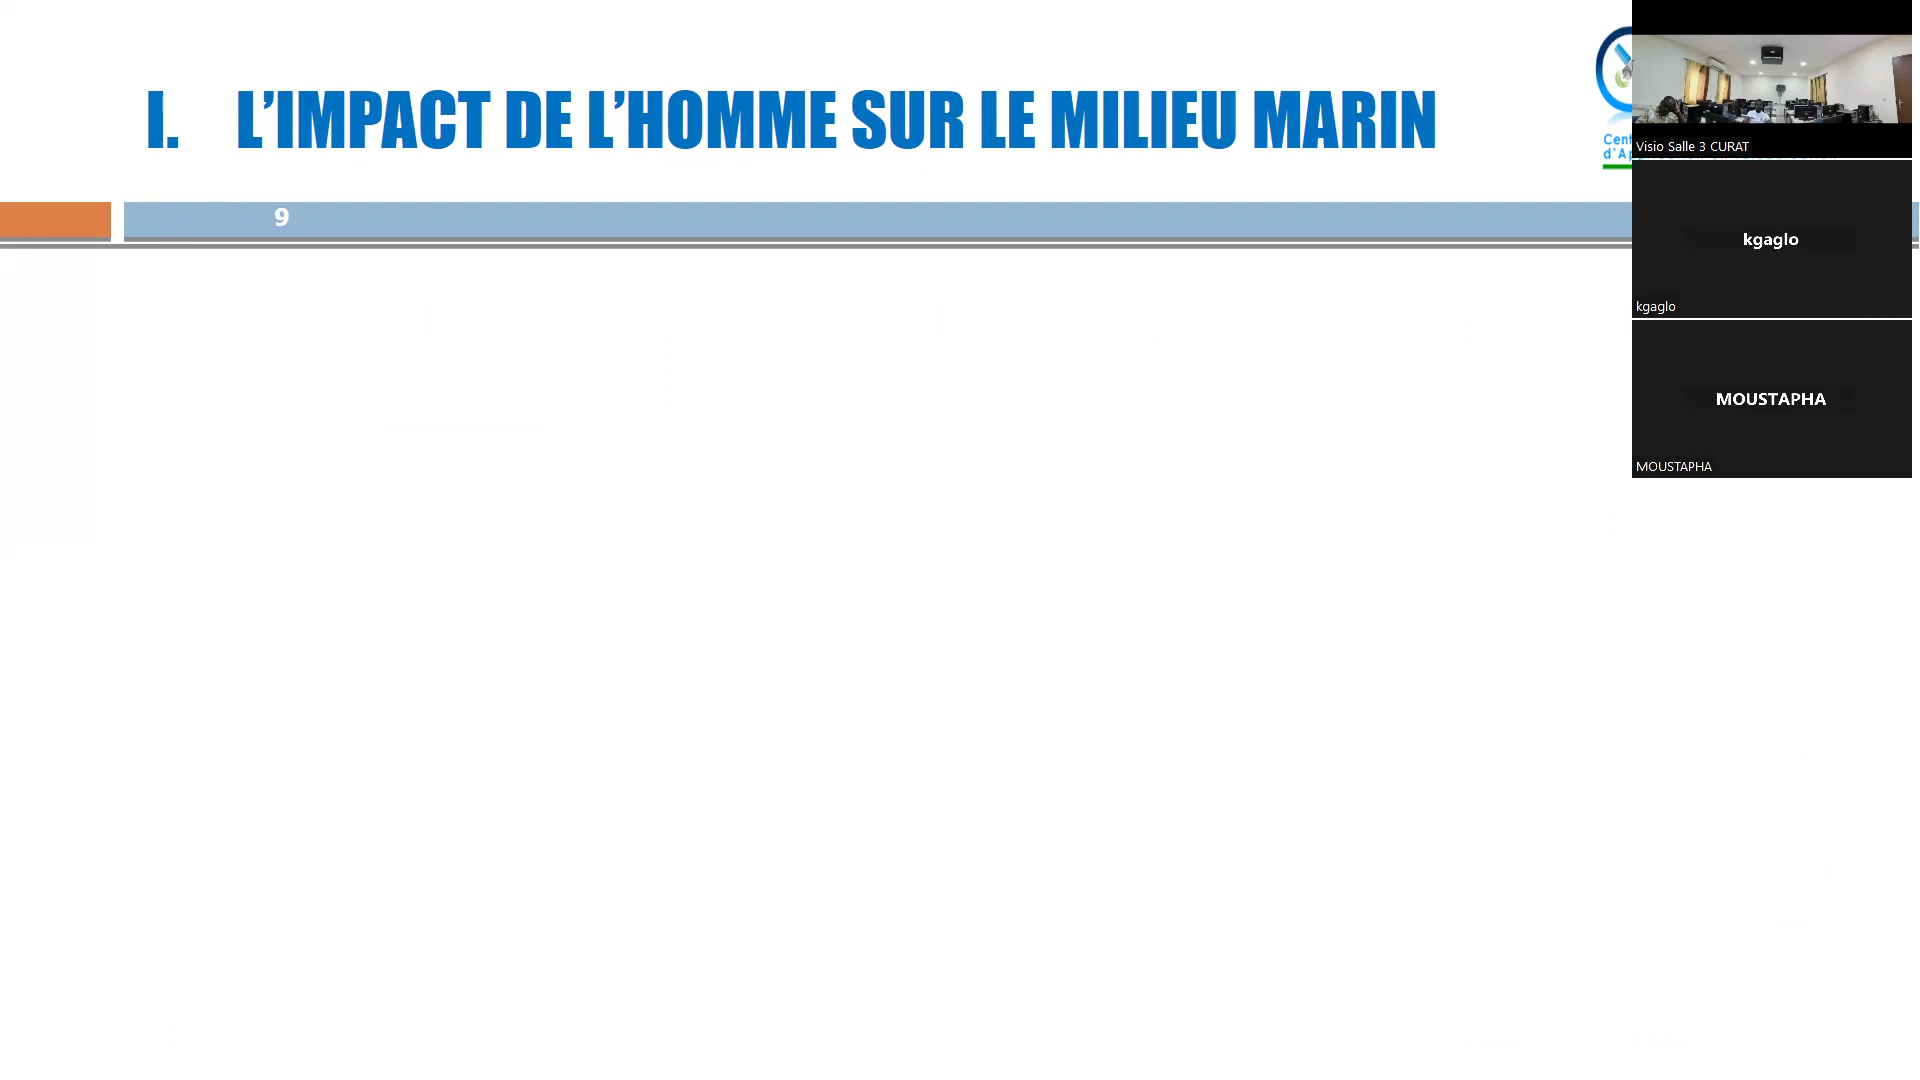 I. L’IMPACT DE L’HOMME SUR LE MILIEU MARIN
9
Visio Salle 3 CURAT
kgaglo
kgaglo
MOUSTAPHA
MOUSTAPHA